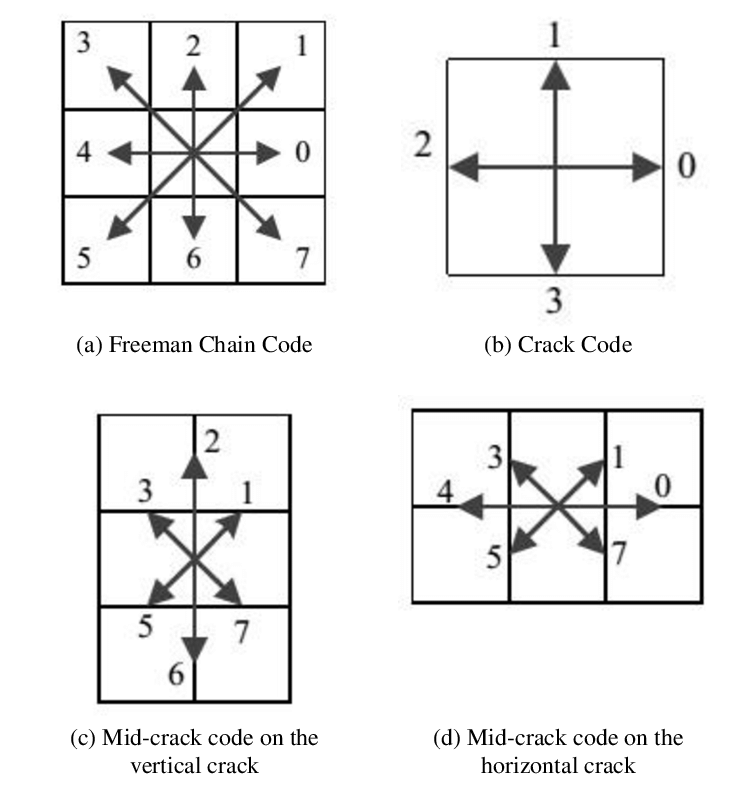 3 2 1
4 0
5 6 7
(a) Freeman Chain Code
1
2 0
3
(b) Crack Code
2
3 1
5 7
6
(c) Mid-crack code on the
vertical crack
3 1
4 0
5 7
(d) Mid-crack code on the
horizontal crack